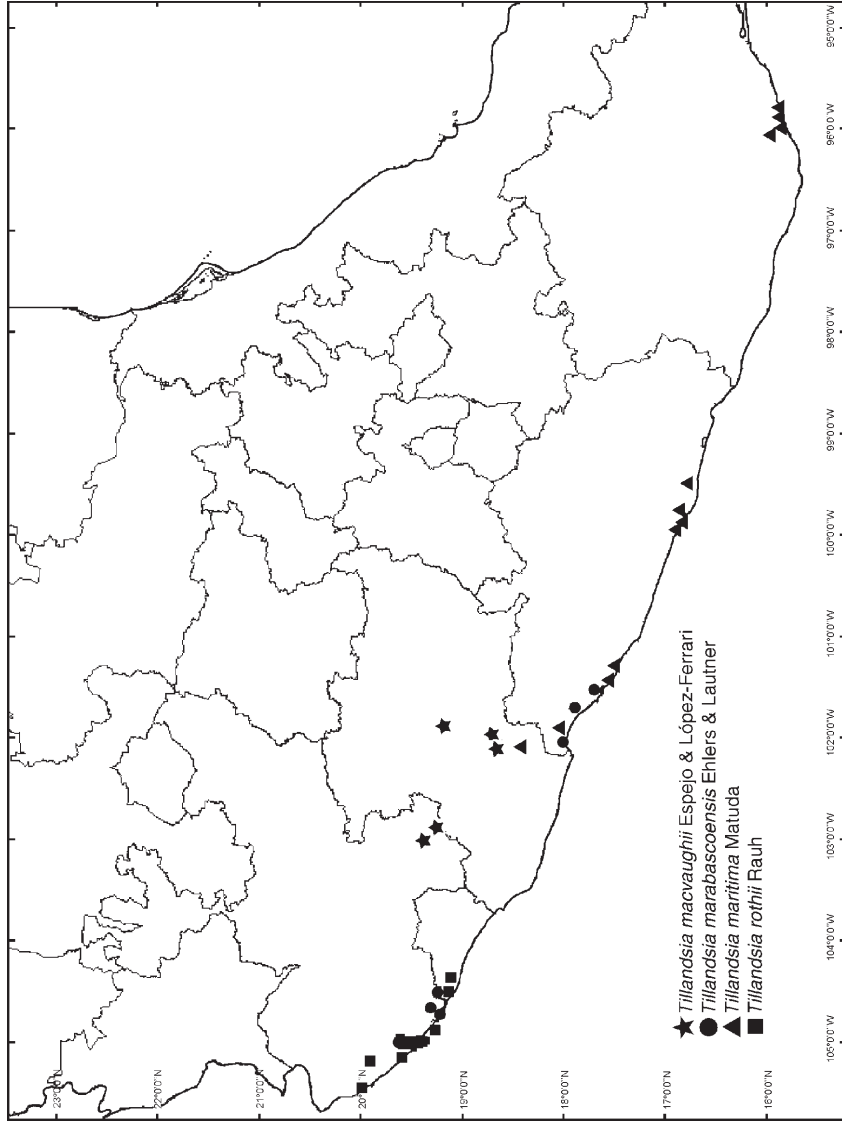 23°0'0"N
22°0'0"N
21°0'0"N
20°0'0"N
19°0'0"N
18°0'0"N
17°0'0"N
16°0'0"N
105°0'0"W
104°0'0"W
103°0'0"W
102°0'0"W
101°0'0"W
100°0'0"W
99°0'0"W
98°0'0"W
97°0'0"W
96°0'0"W
95°0'0"W
Tillandsia macvaughii Espejo & López-Ferrari
Tillandsia marabascoensis Ehlers & Lautner
Tillandsia maritima Matuda
Tillandsia rothii Rauh